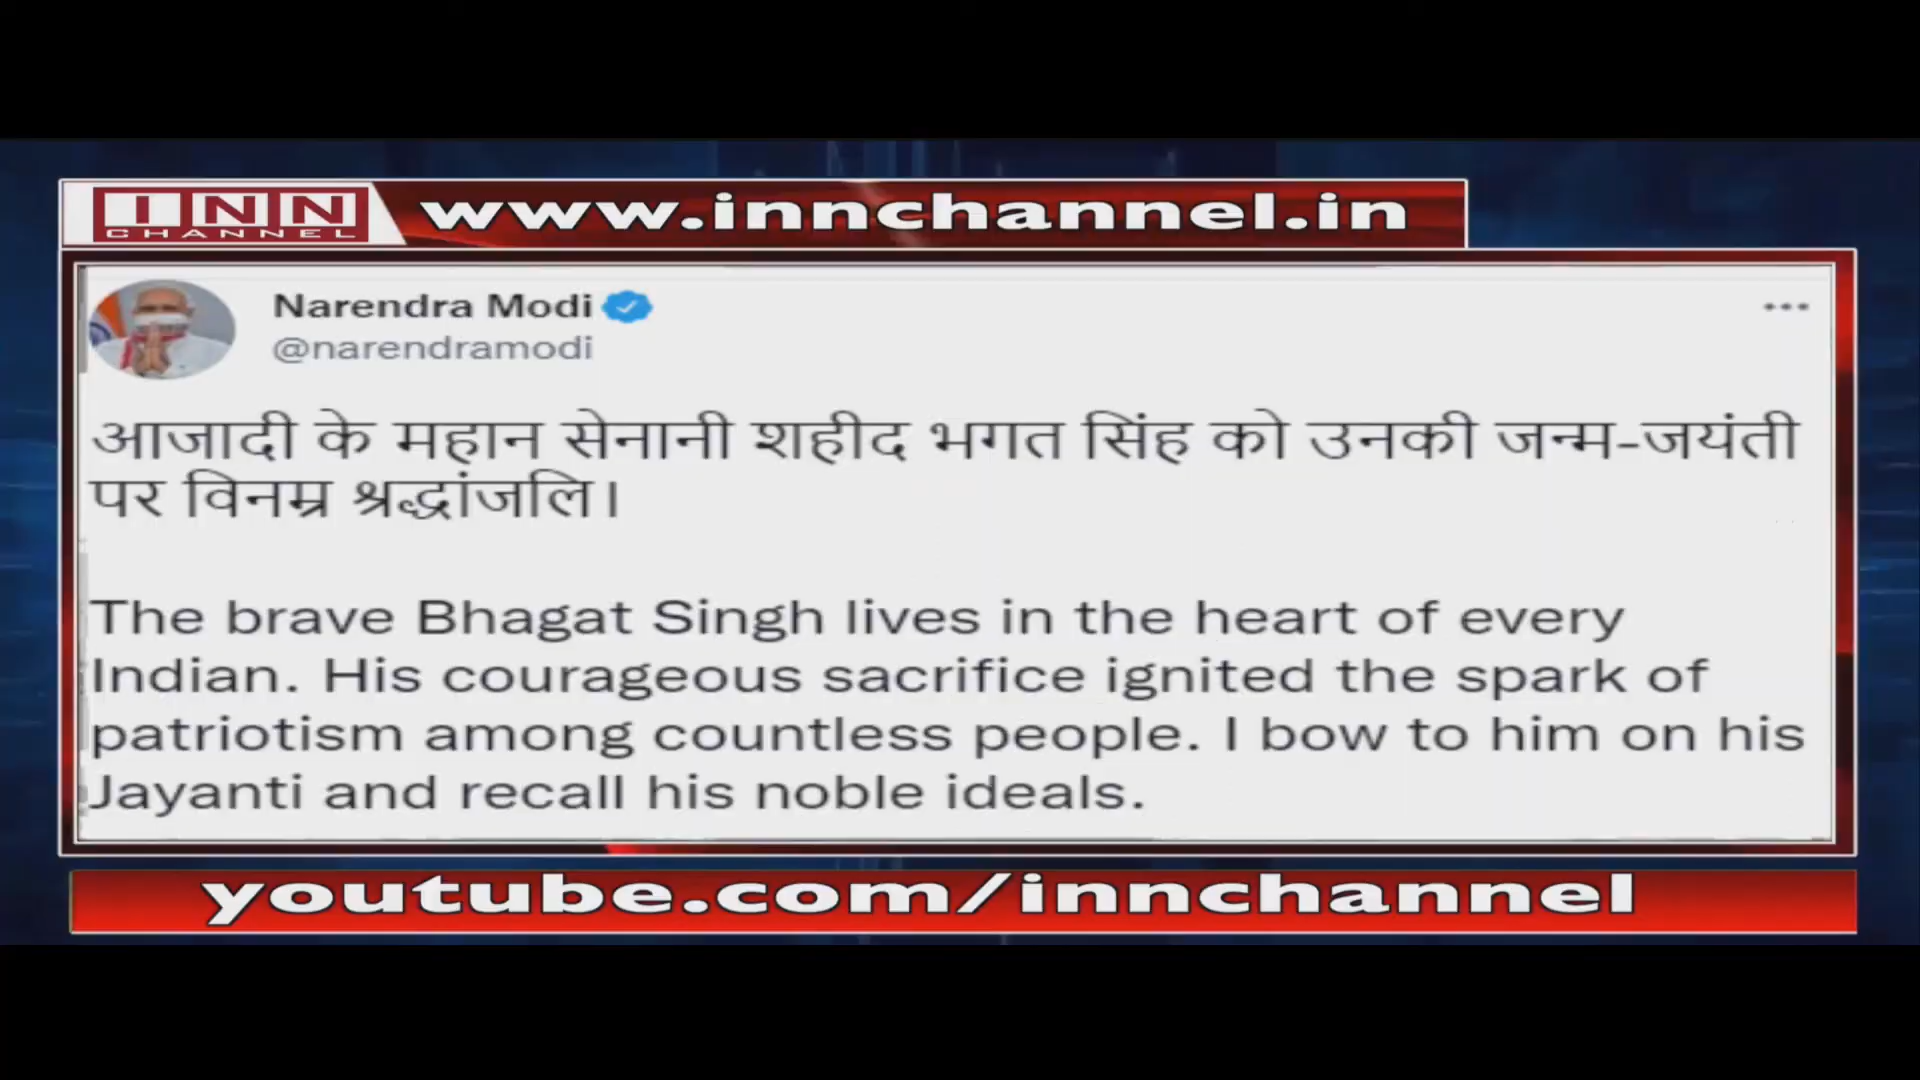 INN
CHANNEL
www.innchannel.in
Narendra Modi
@narendramodi
आजादी के महान सेनानी शहीद भगत सिंह को उनकी जन्म-जयंती
पर विनम्र श्रद्धांजलि।
The brave Bhagat Singh lives in the heart of every
Indian. His courageous sacrifice ignited the spark of
patriotism among countless people. I bow to him on his
Jayanti and recall his noble ideals.
youtube.com/innchannel